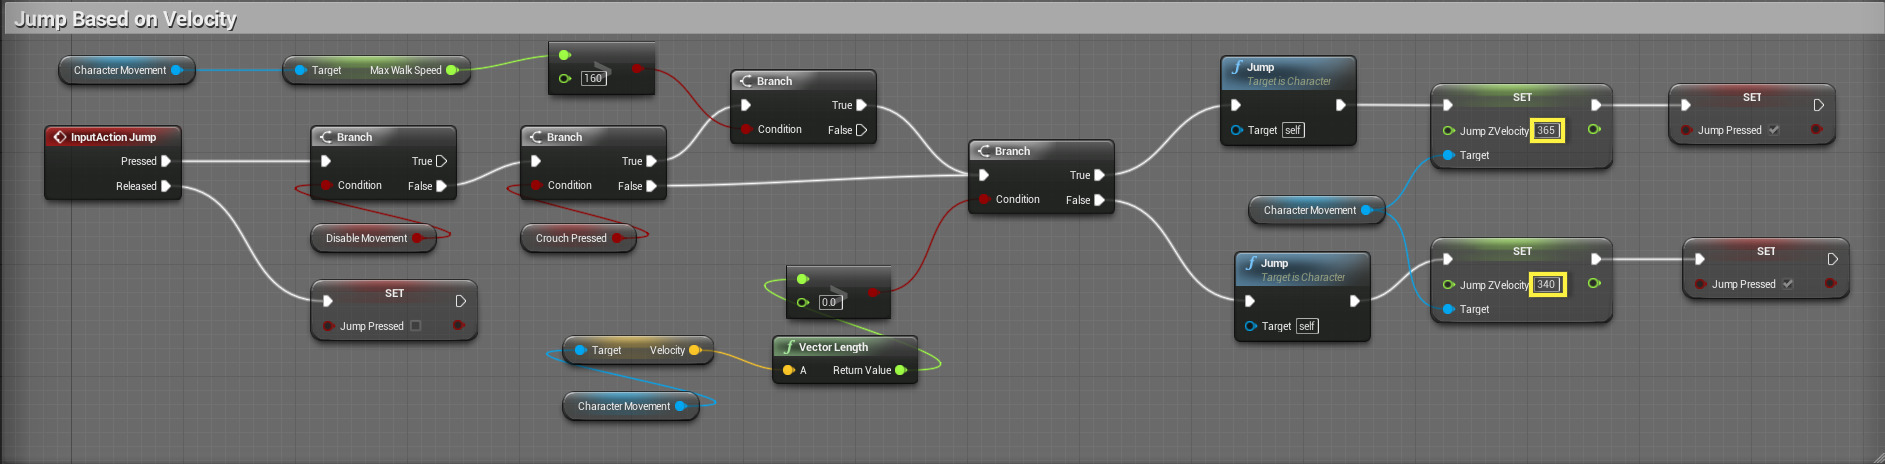 Jump Based on Velocity
Character Movement
Target Max Walk Speed
160
>
Branch
True
Condition False
InputAction Jump
Pressed
Released
Branch
True
Condition False
Disable Movement
Branch
True
Condition False
Crouch Pressed
SET
Jump Pressed
Target Velocity
Character Movement
>
0.0
f Vector Length
A Return Value
Branch
True
Condition False
f Jump
Target is Character
Target self
SET
Jump ZVelocity 365
Target
SET
Jump Pressed
Character Movement
f Jump
Target is Character
Target self
SET
Jump ZVelocity 340
Target
SET
Jump Pressed